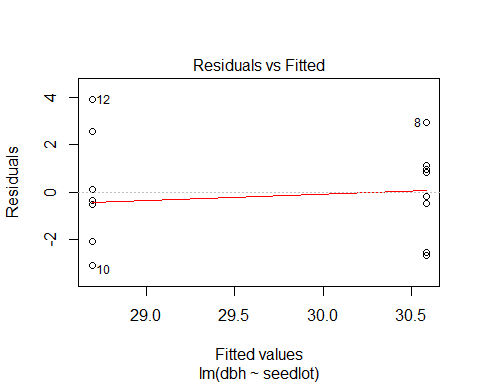 Residuals vs Fitted
Residuals
4
2
0
-2
12
8
10
29.0 29.5 30.0 30.5
Fitted values
lm(dbh ~ seedlot)